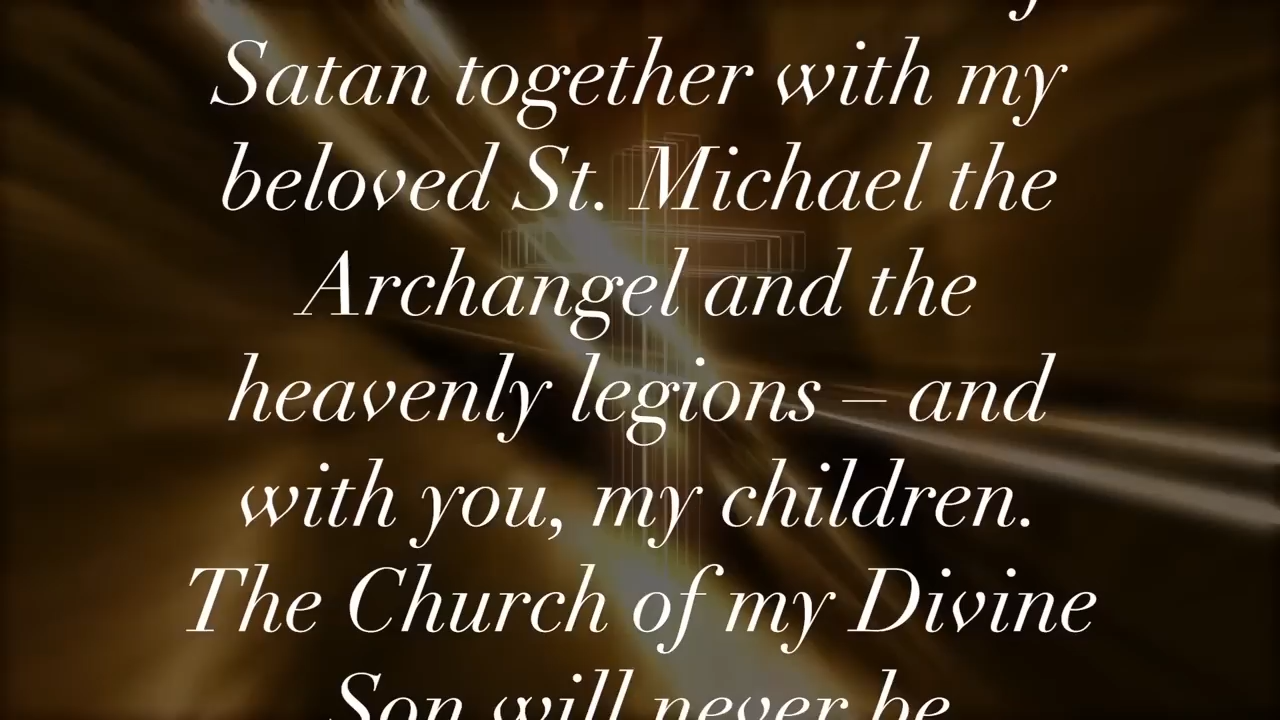 Satan together with my
beloved St. Michael the
Archangel and the
heavenly legions – and
with you, my children.
The Church of my Divine
Son will never be